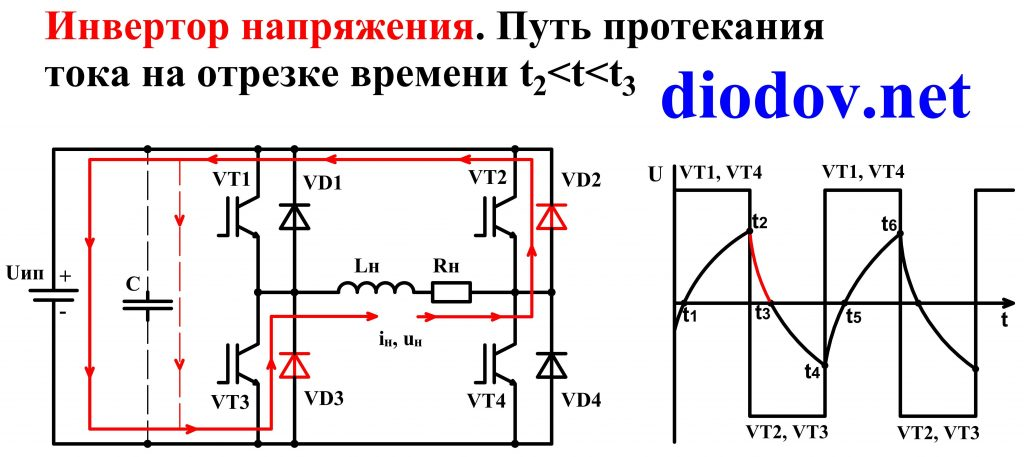 Инвертор напряжения. Путь протекания
тока на отрезке времени t2<t<t3
diodov.net
VT1 VD1 VT2 VD2
Uип + - C
Lн Rн
iн, uн
VT3 VD3 VT4 VD4
U VT1, VT4 VT1, VT4
t2 t6
t1 t3 t5 t
t4
VT2, VT3 VT2, VT3